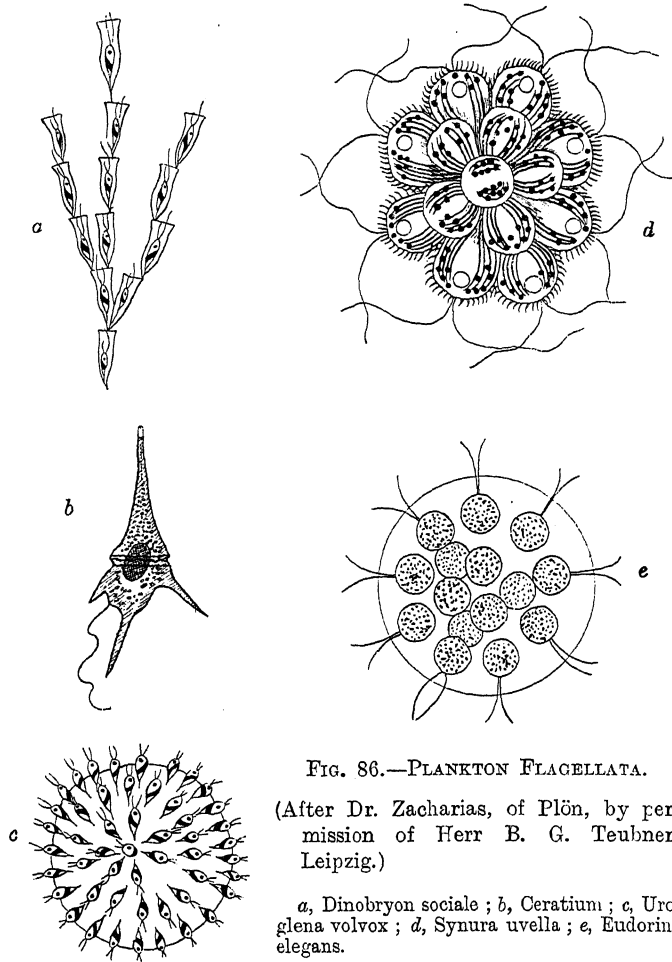 a
d
b
e
c
FIG. 86.—PLANKTON FLAGELLATA.
(After Dr. Zacharias, of Plön, by per
mission of Herr B. G. Teubner
Leipzig.)
a, Dinobryon sociale ; b, Ceratium ; c, Uro
glena volvox ; d, Synura uvella ; e, Eudorin
elegans.